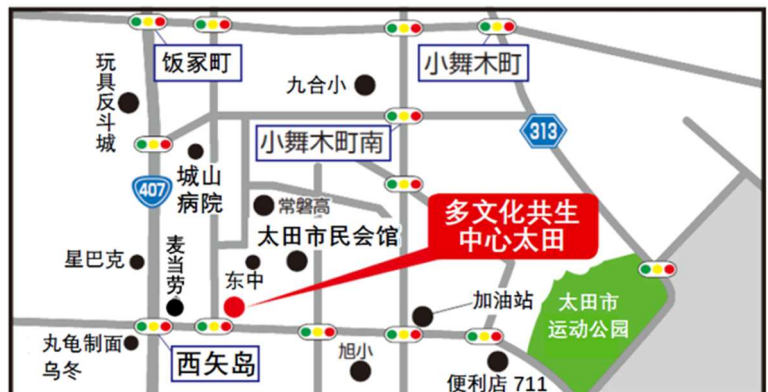 饭冢町
小舞木町
玩具反斗城
九合小
小舞木町南
313
407
城山
病院
常磐高
多文化共生
中心太田
太田市民会馆
星巴克
麦当劳
东中
加油站
太田市
运动公园
丸龟制面
乌冬
西矢岛
旭小
便利店 711